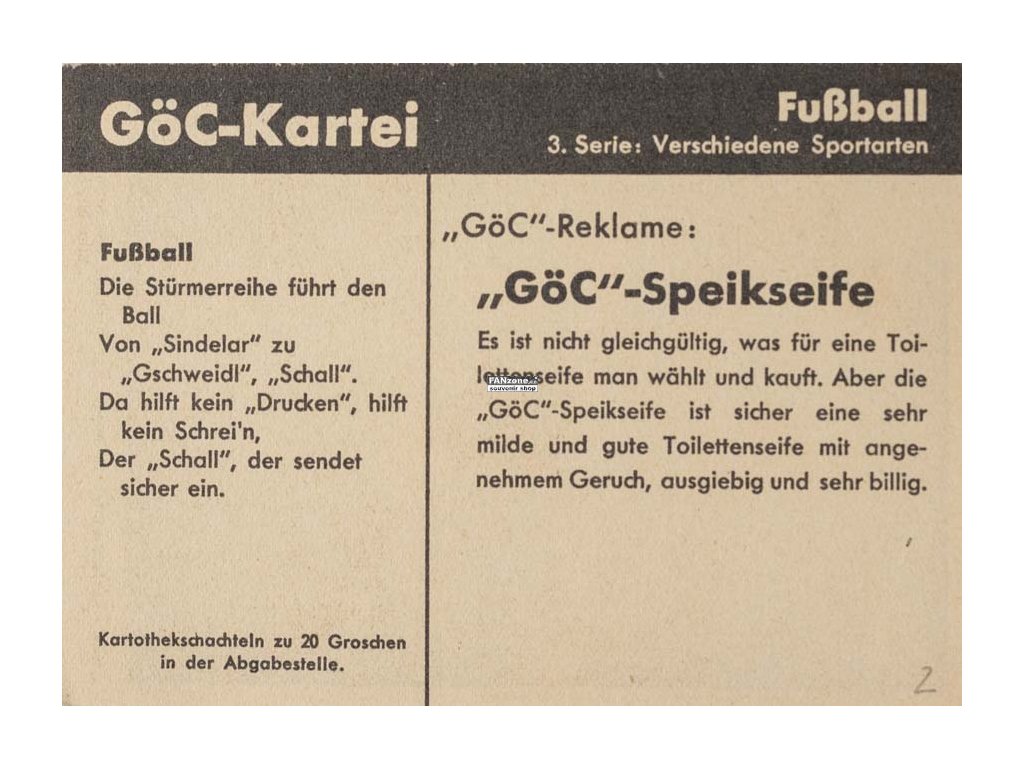 GöC-Kartei
Fußball
3. Serie: Verschiedene Sportarten
Fußball
Die Stürmerreihe führt den
Ball
Von „Sindelar" zu
„Gschweidl", „Schall".
Da hilft kein „Drucken", hilft
kein Schrei'n,
Der „Schall", der sendet
sicher ein.
Kartothekschachteln zu 20 Groschen
in der Abgabestelle.
„GöC"-Reklame:
„GöC"-Speikseife
Es ist nicht gleichgültig, was für eine Toi-
lettenseife man wählt und kauft. Aber die
„GöC"-Speikseife ist sicher eine sehr
milde und gute Toilettenseife mit ange-
nehmem Geruch, ausgiebig und sehr billig.
FANzone
souvenir shop
2